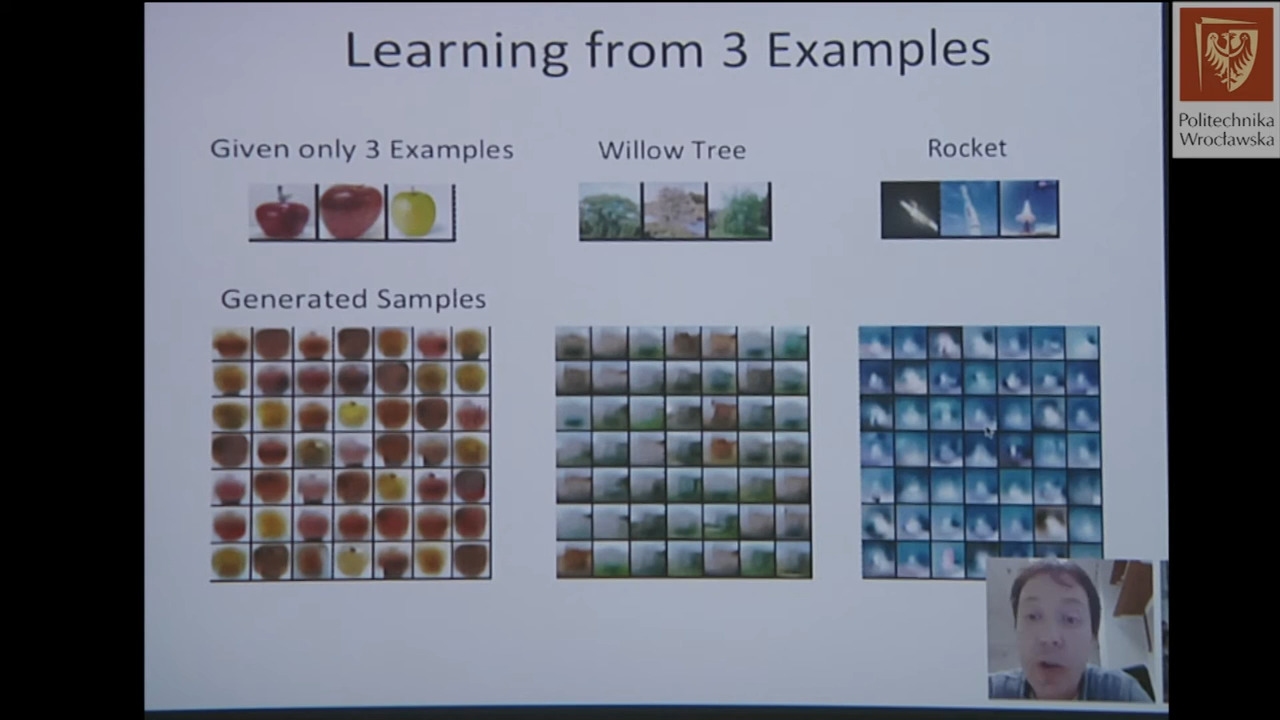 Learning from 3 Examples
Given only 3 Examples
Willow Tree
Rocket
Generated Samples
Politechnika
Wrocławska